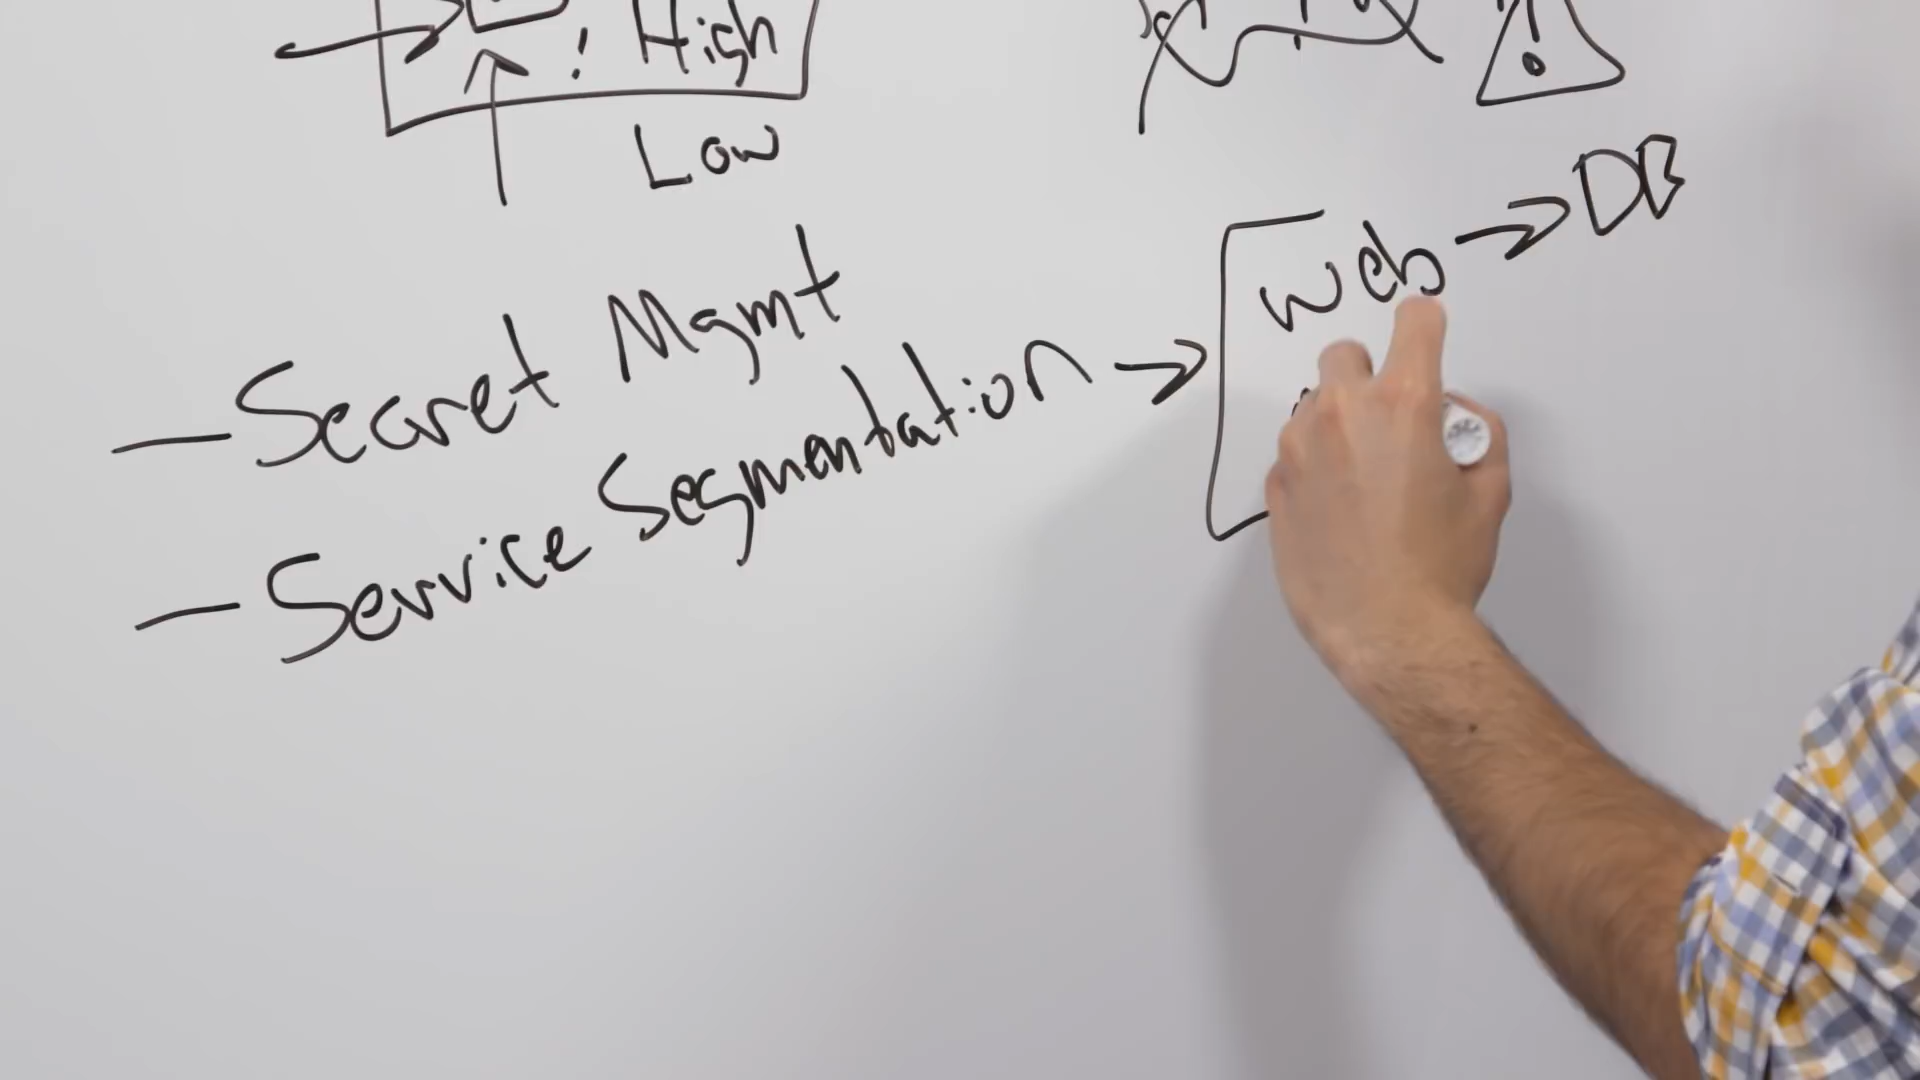 ! High
Low
Web → DB
— Secret Mgmt
— Service Segmentation →